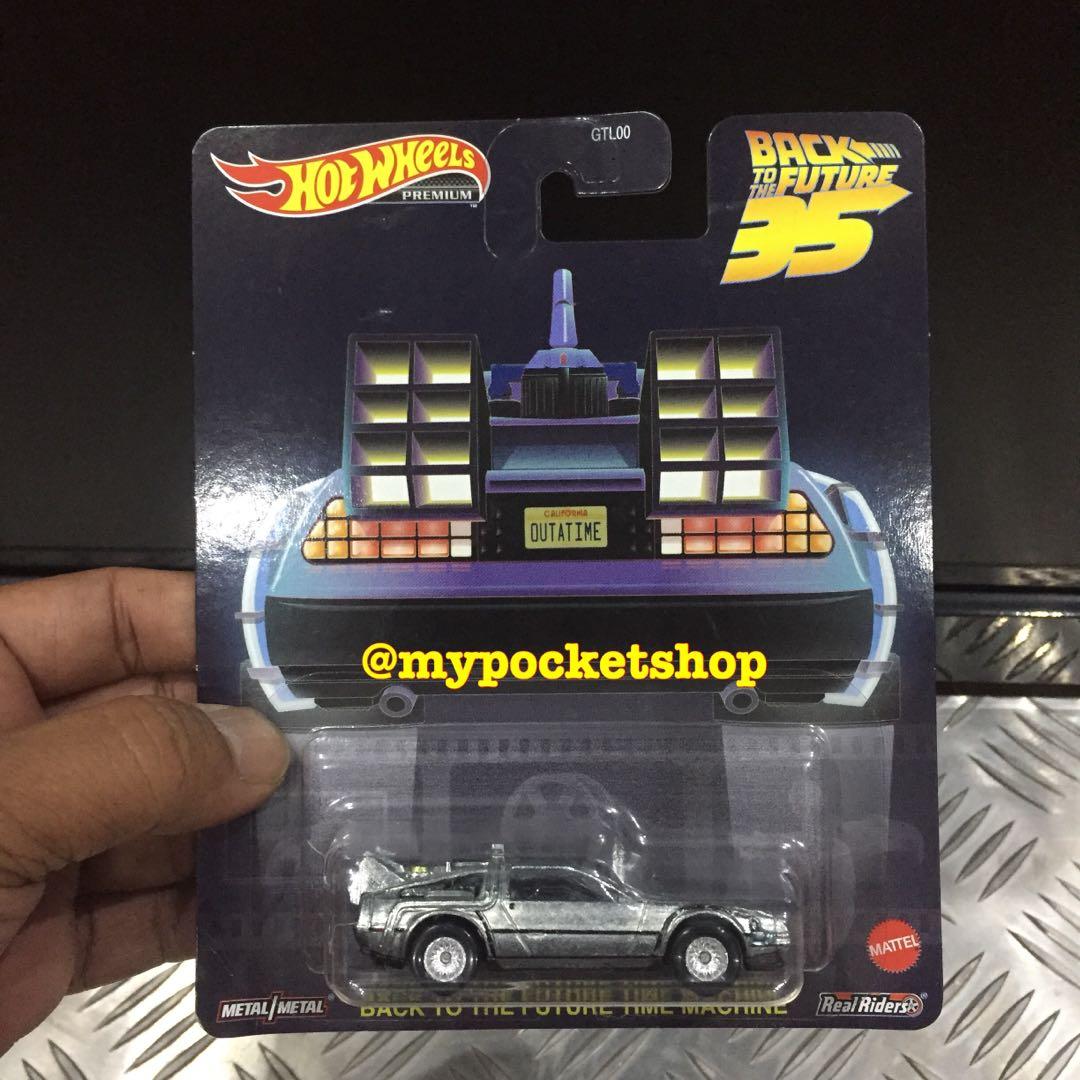 GTL00
HOT WHEELS
PREMIUM™
BACK
TO THE FUTURE
35
CALIFORNIA
OUTATIME
@mypocketshop
MATTEL
METAL/METAL®
BACK TO THE FUTURE TIME MACHINE
Real Riders®